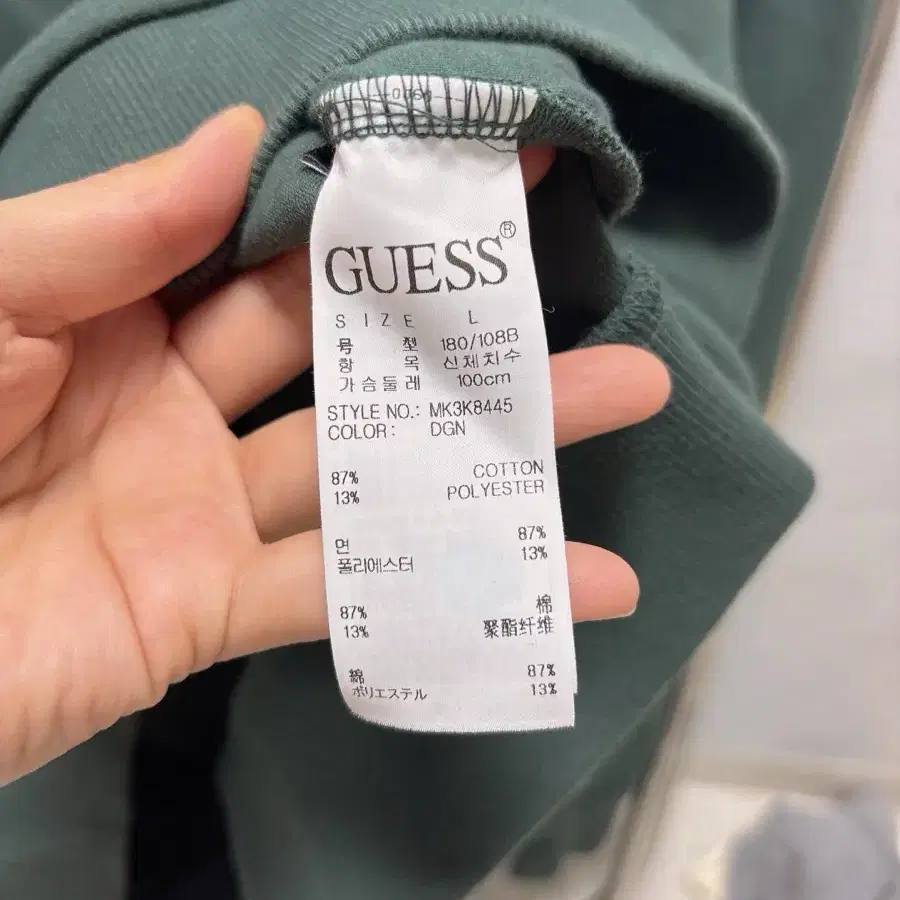 GUESS®
SIZE L
号 型 180/108B
항 목 신체치수
가슴둘레 100cm
STYLE NO.: MK3K8445
COLOR: DGN
87% COTTON
13% POLYESTER
면 87%
폴리에스터 13%
87% 棉
13% 聚酯纤维
綿 87%
ポリエステル 13%